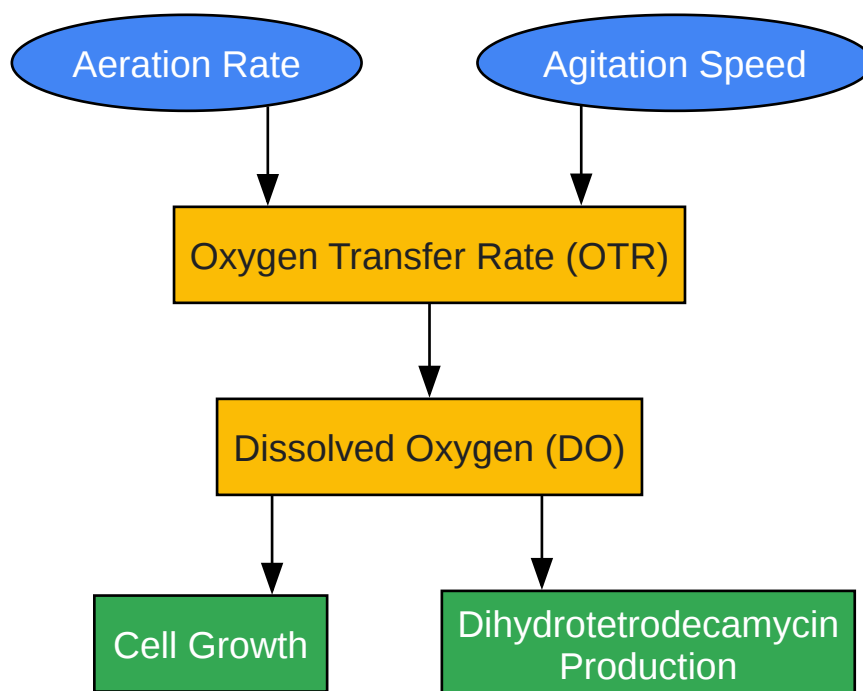 Aeration Rate
Agitation Speed
Oxygen Transfer Rate (OTR)
Dissolved Oxygen (DO)
Cell Growth
Dihydrotetrodecamycin
Production